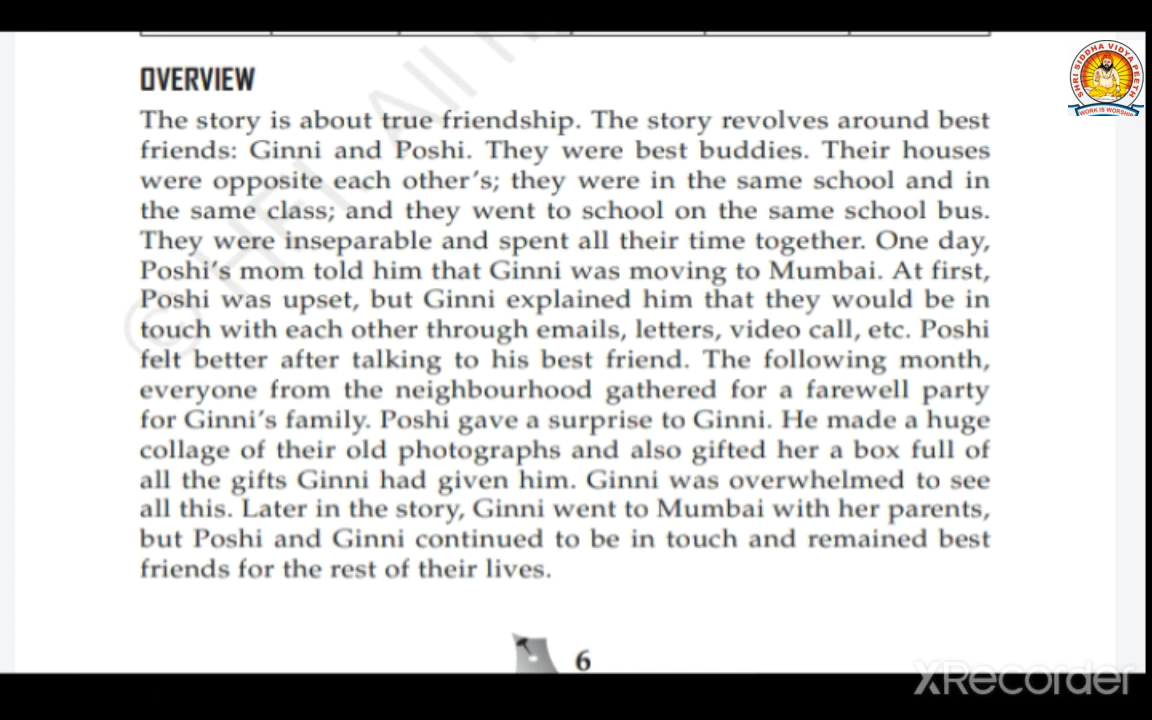 OVERVIEW
The story is about true friendship. The story revolves around best
friends: Ginni and Poshi. They were best buddies. Their houses
were opposite each other's; they were in the same school and in
the same class; and they went to school on the same school bus.
They were inseparable and spent all their time together. One day,
Poshi's mom told him that Ginni was moving to Mumbai. At first,
Poshi was upset, but Ginni explained him that they would be in
touch with each other through emails, letters, video call, etc. Poshi
felt better after talking to his best friend. The following month,
everyone from the neighbourhood gathered for a farewell party
for Ginni's family. Poshi gave a surprise to Ginni. He made a huge
collage of their old photographs and also gifted her a box full of
all the gifts Ginni had given him. Ginni was overwhelmed to see
all this. Later in the story, Ginni went to Mumbai with her parents,
but Poshi and Ginni continued to be in touch and remained best
friends for the rest of their lives.
6
SHRI SIDDHA VIDYA PEETH
WORK IS WORSHIP
XRecorder
© HFI All